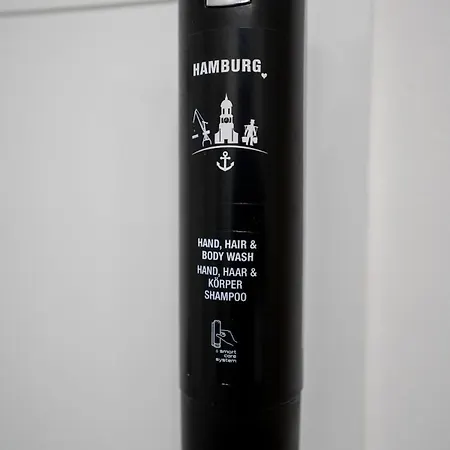 HAMBURG
HAND, HAIR &
BODY WASH
HAND, HAAR &
KÖRPER
SHAMPOO
smart
care
system